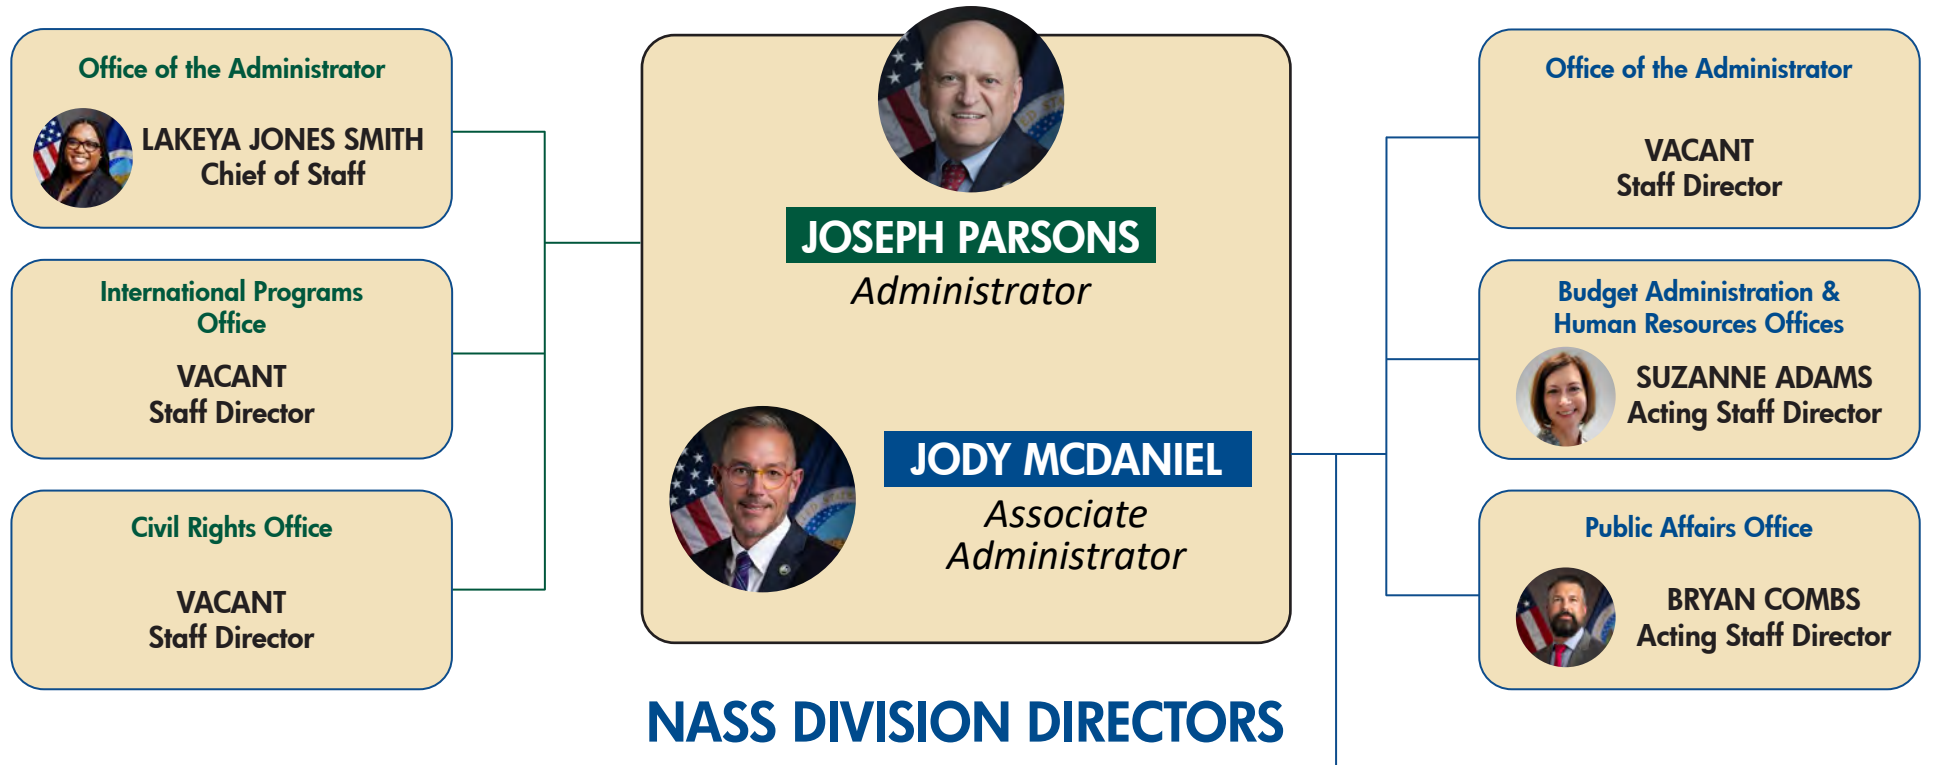 Office of the Administrator
LAKEYA JONES SMITH
Chief of Staff
International Programs
Office
VACANT
Staff Director
Civil Rights Office
VACANT
Staff Director
JOSEPH PARSONS
Administrator
JODY MCDANIEL
Associate
Administrator
Office of the Administrator
VACANT
Staff Director
Budget Administration &
Human Resources Offices
SUZANNE ADAMS
Acting Staff Director
Public Affairs Office
BRYAN COMBS
Acting Staff Director
NASS DIVISION DIRECTORS